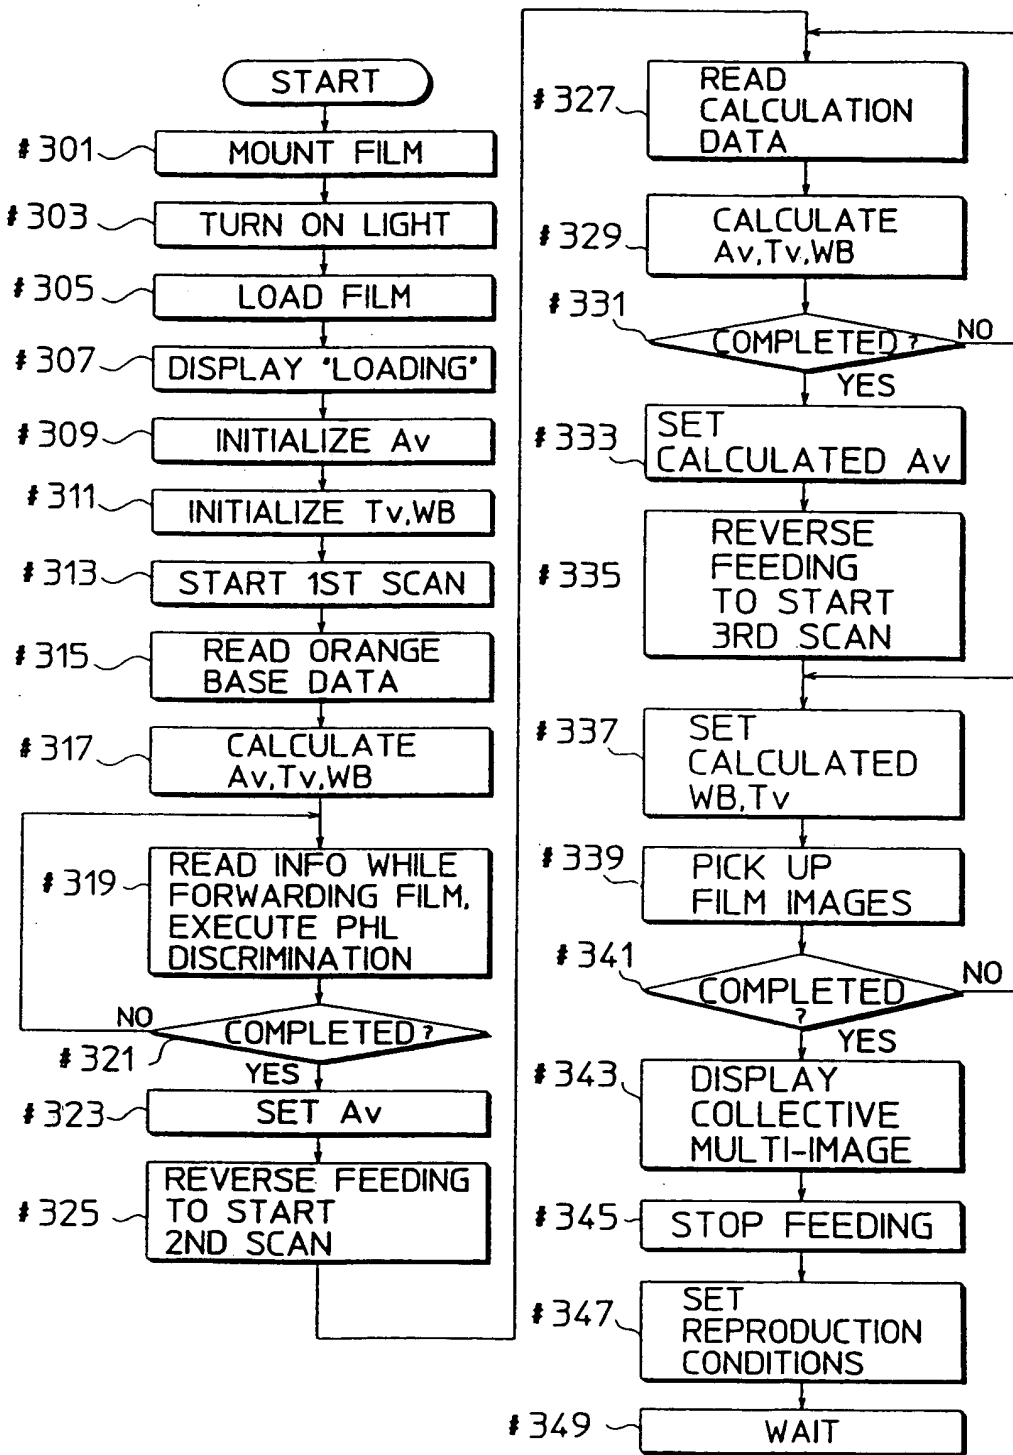 START
#301
MOUNT FILM
#303
TURN ON LIGHT
#305
LOAD FILM
#307
DISPLAY "LOADING"
#309
INITIALIZE Av
#311
INITIALIZE Tv,WB
#313
START 1ST SCAN
#315
READ ORANGE
BASE DATA
#317
CALCULATE
Av,Tv,WB
#319
READ INFO WHILE
FORWARDING FILM,
EXECUTE PHL
DISCRIMINATION
NO
COMPLETED?
#321
YES
#323
SET Av
#325
REVERSE FEEDING
TO START
2ND SCAN
#327
READ
CALCULATION
DATA
#329
CALCULATE
Av,Tv,WB
#331
COMPLETED?
NO
YES
#333
SET
CALCULATED Av
#335
REVERSE
FEEDING
TO START
3RD SCAN
#337
SET
CALCULATED
WB,Tv
#339
PICK UP
FILM IMAGES
#341
COMPLETED
?
NO
YES
#343
DISPLAY
COLLECTIVE
MULTI-IMAGE
#345
STOP FEEDING
#347
SET
REPRODUCTION
CONDITIONS
#349
WAIT